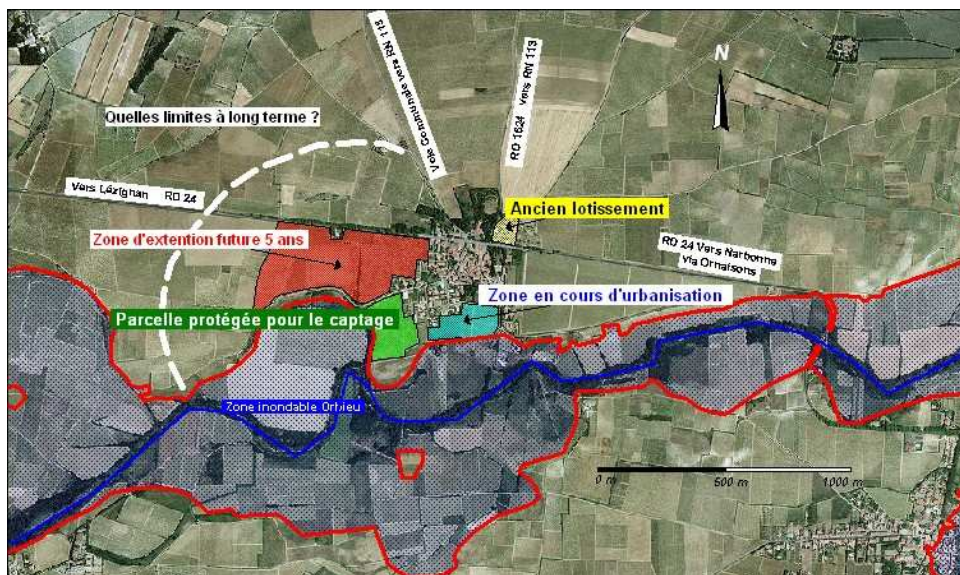 Voie Communale vers RN 113
RD 1624 vers RN 113
N
Quelles limites à long terme ?
Vers Lézignan RD 24
Ancien lotissement
Zone d'extention future 5 ans
RD 24 Vers Narbonne
via Ornaisons
Zone en cours d'urbanisation
Parcelle protégée pour le captage
Zone inondable Orbieu
0 m
500 m
1000 m